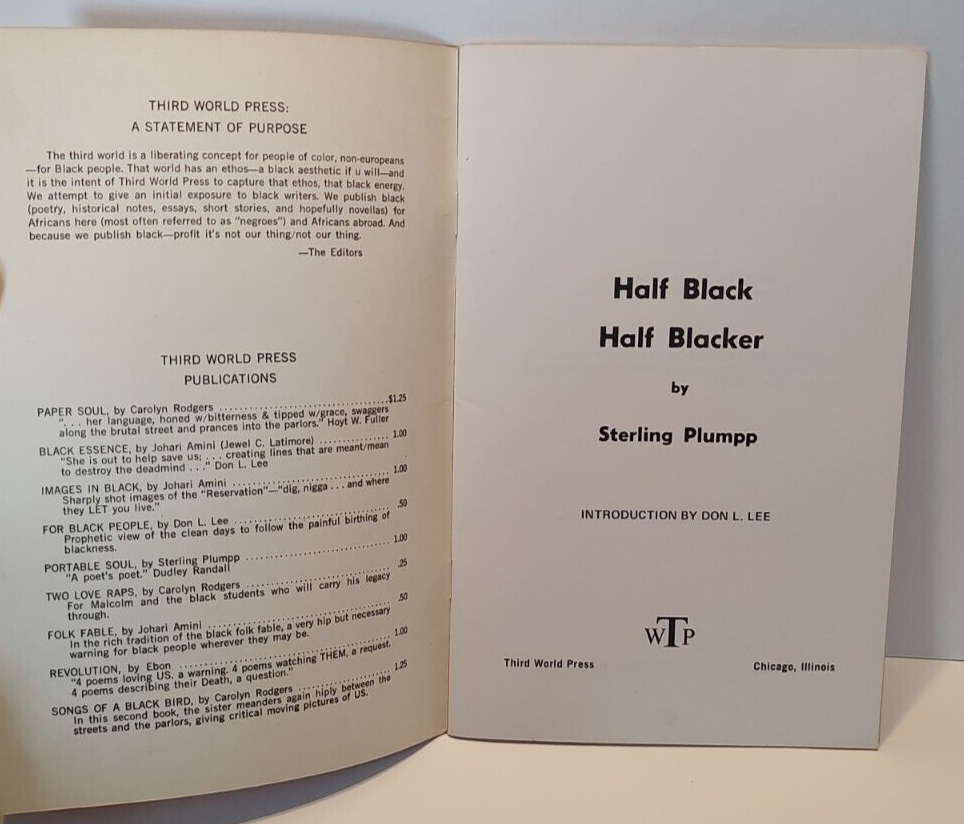 THIRD WORLD PRESS:
A STATEMENT OF PURPOSE
The third world is a liberating concept for people of color, non-europeans
—for Black people. That world has an ethos—a black aesthetic if u will—and
it is the intent of Third World Press to capture that ethos, that black energy.
We attempt to give an initial exposure to black writers. We publish black
(poetry, historical notes, essays, short stories, and hopefully novellas) for
Africans here (most often referred to as "negroes") and Africans abroad. And
because we publish black—profit it's not our thing/not our thing.
—The Editors
THIRD WORLD PRESS
PUBLICATIONS
PAPER SOUL, by Carolyn Rodgers ........................ $1.25
". . . her language, honed w/bitterness & tipped w/grace, swaggers
along the brutal street and prances into the parlors." Hoyt W. Fuller
BLACK ESSENCE, by Johari Amini (Jewel C. Latimore) ............ 1.00
"She is out to help save us; . . . creating lines that are meant/mean
to destroy the deadmind . . ." Don L. Lee
IMAGES IN BLACK, by Johari Amini ........................ 1.00
Sharply shot images of the "Reservation"—"dig, nigga . . . and where
they LET you live."
FOR BLACK PEOPLE, by Don L. Lee ........................ .50
Prophetic view of the clean days to follow the painful birthing of
blackness.
PORTABLE SOUL, by Sterling Plumpp ........................ 1.00
"A poet's poet." Dudley Randall
TWO LOVE RAPS, by Carolyn Rodgers ........................ .25
For Malcolm and the black students who will carry his legacy
through.
FOLK FABLE, by Johari Amini ........................ .50
In the rich tradition of the black folk fable, a very hip but necessary
warning for black people wherever they may be.
REVOLUTION, by Ebon ........................ 1.00
"4 poems loving US, a warning. 4 poems watching THEM, a request.
4 poems describing their Death, a question."
SONGS OF A BLACK BIRD, by Carolyn Rodgers ................ 1.25
In this second book, the sister meanders again hiply between the
streets and the parlors, giving critical moving pictures of US.
Half Black
Half Blacker
by
Sterling Plumpp
INTRODUCTION BY DON L. LEE
WTP
Third World Press Chicago, Illinois